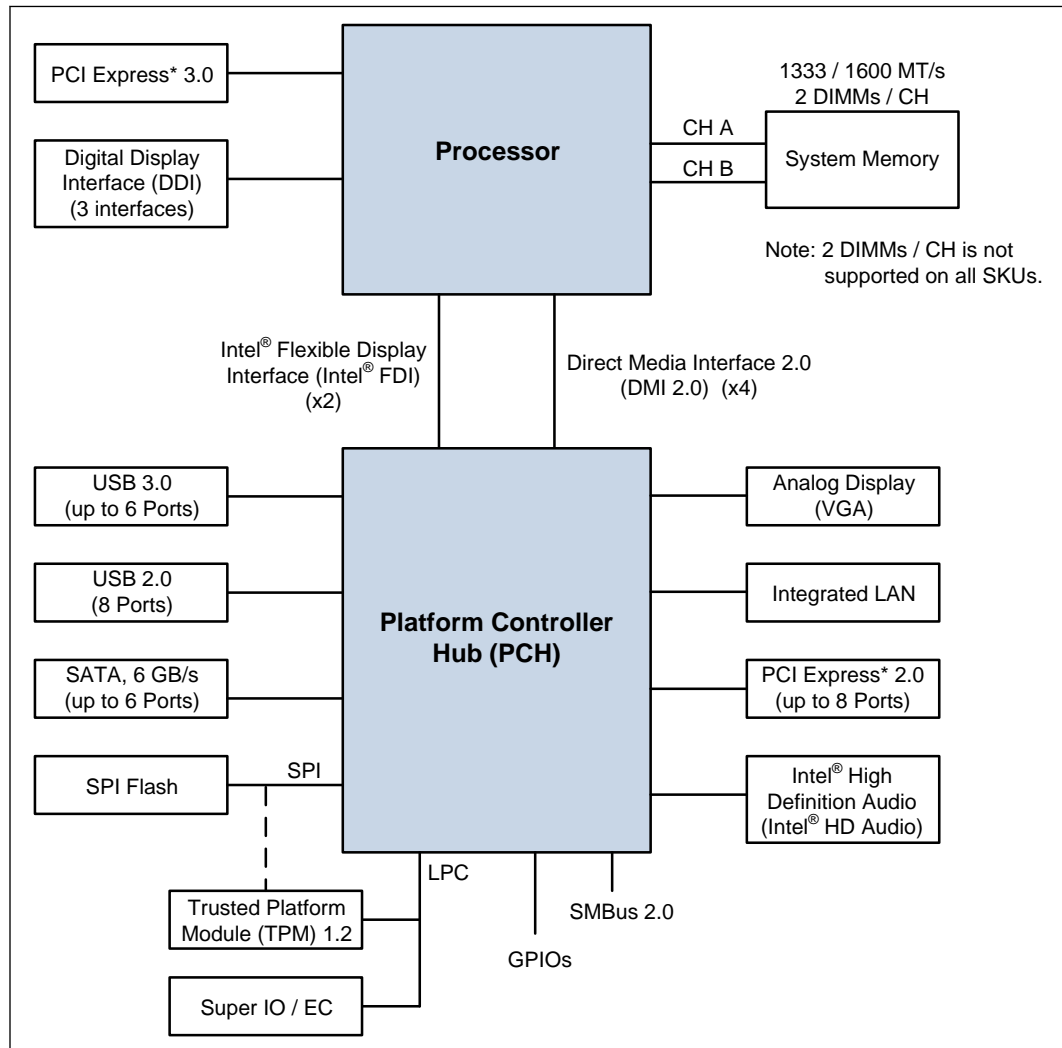 PCI Express* 3.0
Digital Display
Interface (DDI)
(3 interfaces)
Processor
1333 / 1600 MT/s
2 DIMMs / CH
CH A
CH B
System Memory
Note: 2 DIMMs / CH is not
supported on all SKUs.
Intel® Flexible Display
Interface (Intel® FDI)
(x2)
Direct Media Interface 2.0
(DMI 2.0) (x4)
USB 3.0
(up to 6 Ports)
USB 2.0
(8 Ports)
SATA, 6 GB/s
(up to 6 Ports)
SPI Flash
SPI
Platform Controller
Hub (PCH)
Analog Display
(VGA)
Integrated LAN
PCI Express* 2.0
(up to 8 Ports)
Intel® High
Definition Audio
(Intel® HD Audio)
LPC
Trusted Platform
Module (TPM) 1.2
Super IO / EC
SMBus 2.0
GPIOs